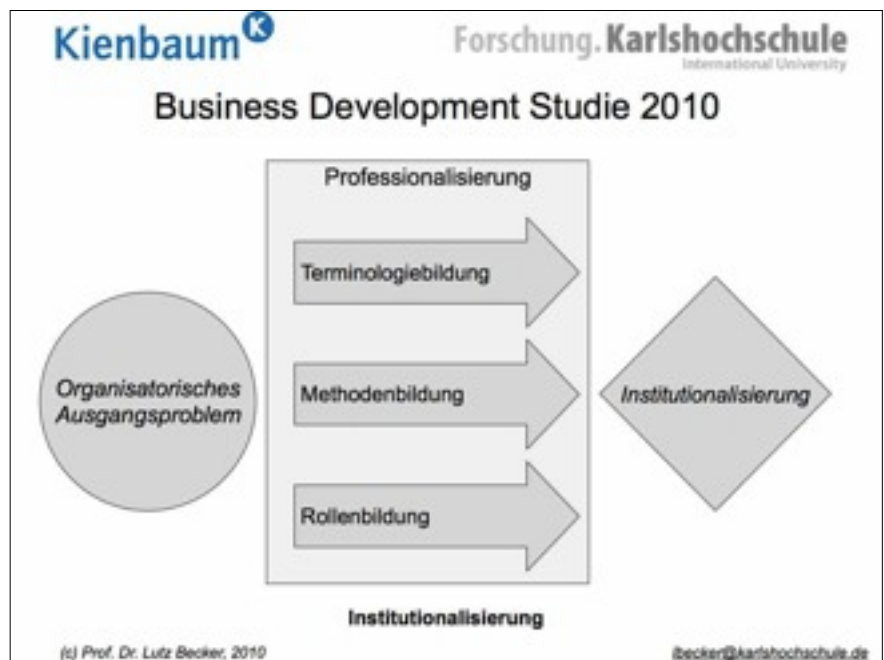 Kienbaum K
Forschung. Karlshochschule
International University
Business Development Studie 2010
Professionalisierung
Terminologiebildung
Organisatorisches
Ausgangsproblem
Methodenbildung
Institutionalisierung
Rollenbildung
Institutionalisierung
(c) Prof. Dr. Lutz Becker, 2010
lbecker@karlshochschule.de